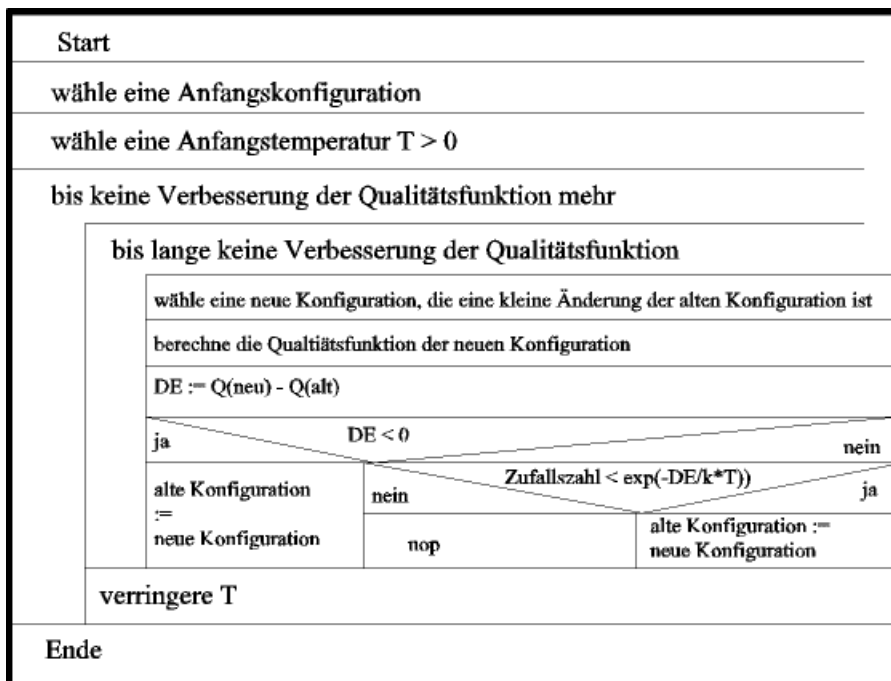 Start
wähle eine Anfangskonfiguration
wähle eine Anfangstemperatur T > 0
bis keine Verbesserung der Qualitätsfunktion mehr
bis lange keine Verbesserung der Qualitätsfunktion
wähle eine neue Konfiguration, die eine kleine Änderung der alten Konfiguration ist
berechne die Qualtiätsfunktion der neuen Konfiguration
DE := Q(neu) - Q(alt)
ja
DE < 0
nein
alte Konfiguration
:=
neue Konfiguration
nein
Zufallszahl < exp(-DE/k*T))
ja
nop
alte Konfiguration :=
neue Konfiguration
verringere T
Ende